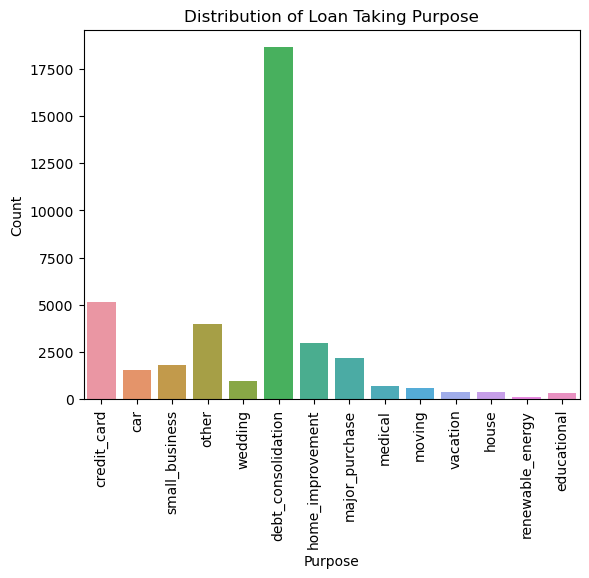 Distribution of Loan Taking Purpose
17500
15000
12500
10000
7500
5000
2500
0
Count
credit_card
car
small_business
other
wedding
debt_consolidation
home_improvement
major_purchase
medical
moving
vacation
house
renewable_energy
educational
Purpose